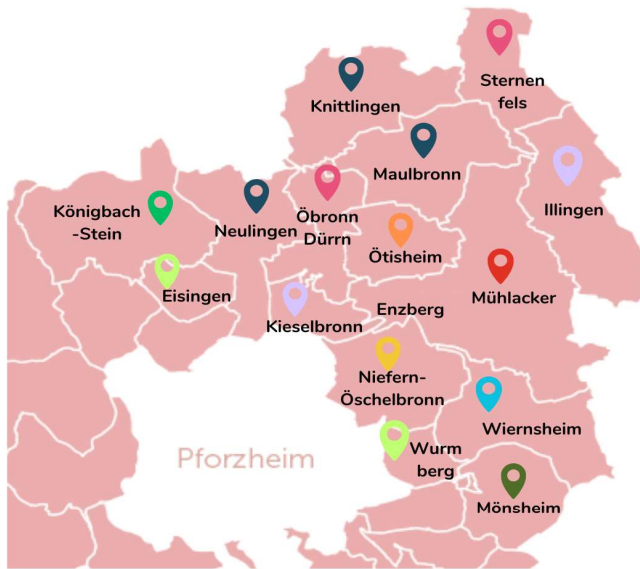 Sternen
fels
Knittlingen
Maulbronn
Illingen
Königbach
-Stein
Neulingen
Öbronn
Dürrn
Ötisheim
Eisingen
Mühlacker
Enzberg
Kieselbronn
Niefern-
Öschelbronn
Wiernsheim
Pforzheim
Wurm
berg
Mönsheim